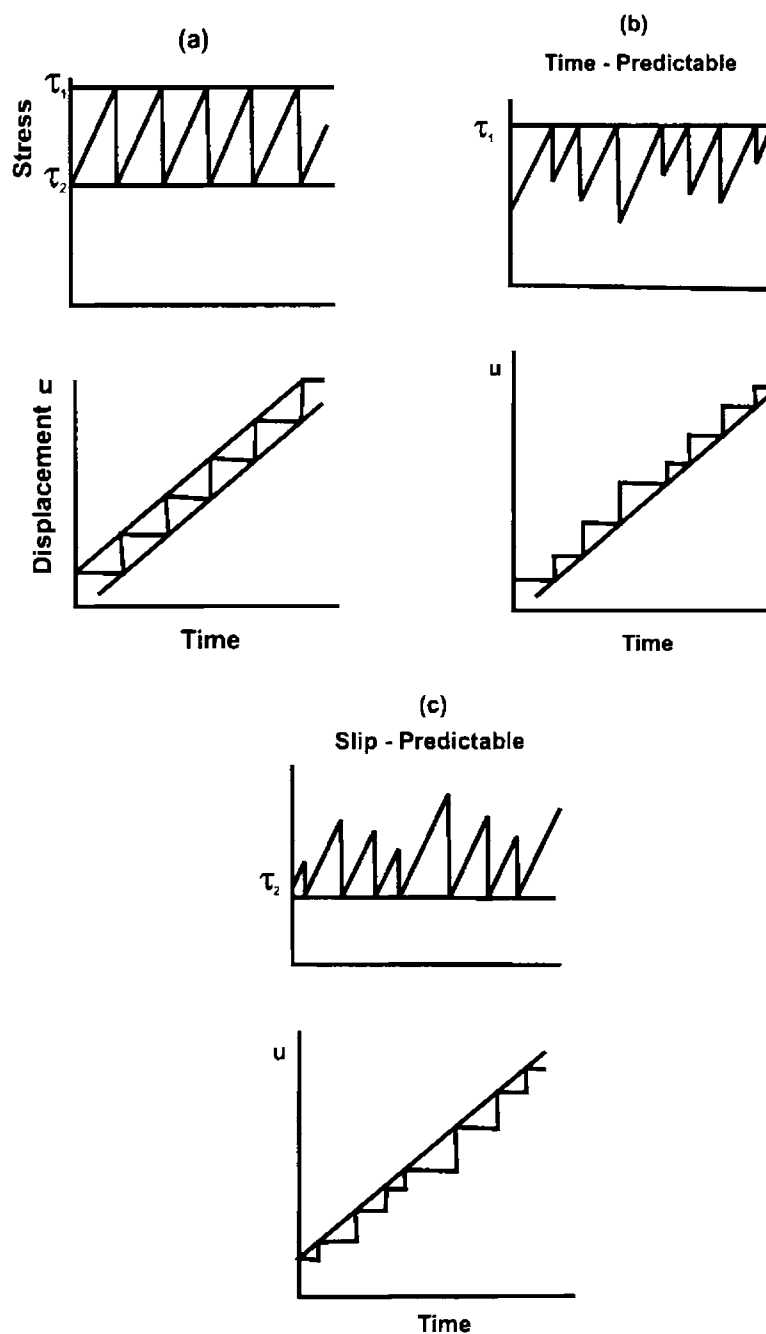 (a)
τ₁
Stress
τ₂
Displacement u
Time
(b)
Time - Predictable
τ₁
u
Time
(c)
Slip - Predictable
τ₂
u
Time